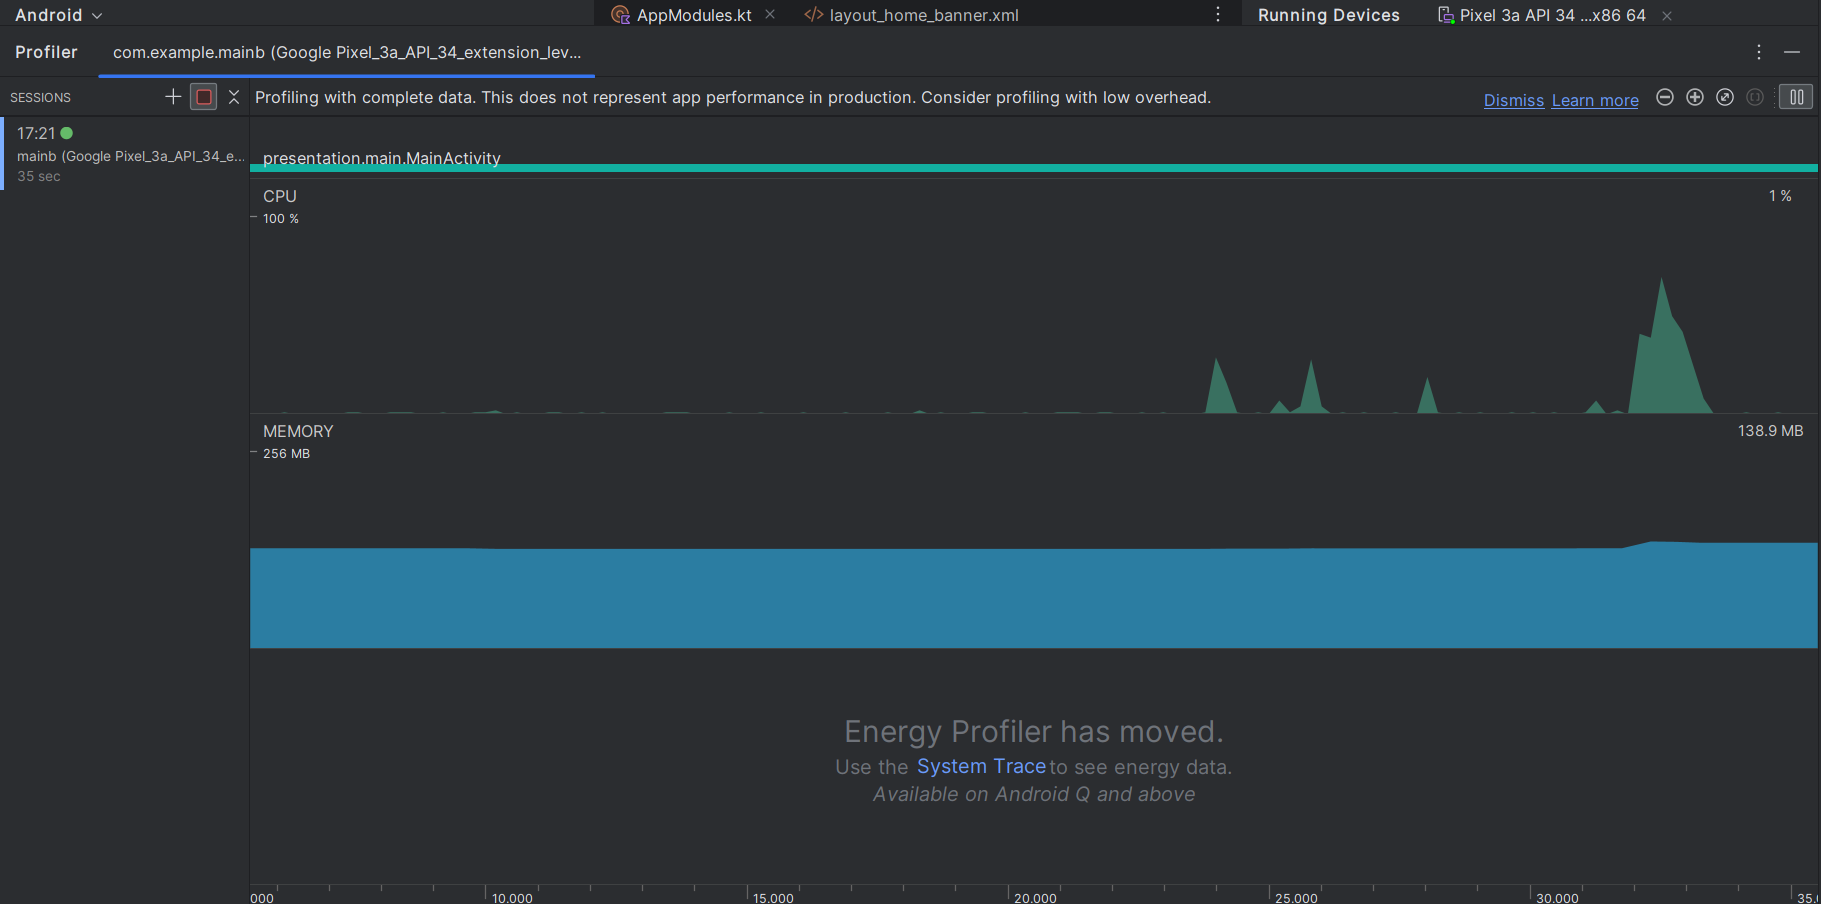 Android
AppModules.kt
layout_home_banner.xml
Running Devices
Pixel 3a API 34 ...x86 64
Profiler
com.example.mainb (Google Pixel_3a_API_34_extension_lev...
SESSIONS
Profiling with complete data. This does not represent app performance in production. Consider profiling with low overhead.
Dismiss
Learn more
17:21
mainb (Google Pixel_3a_API_34_e...
35 sec
presentation.main.MainActivity
CPU
1 %
100 %
MEMORY
138.9 MB
256 MB
Energy Profiler has moved.
Use the System Trace to see energy data.
Available on Android Q and above
000
10.000
15.000
20.000
25.000
30.000
35.